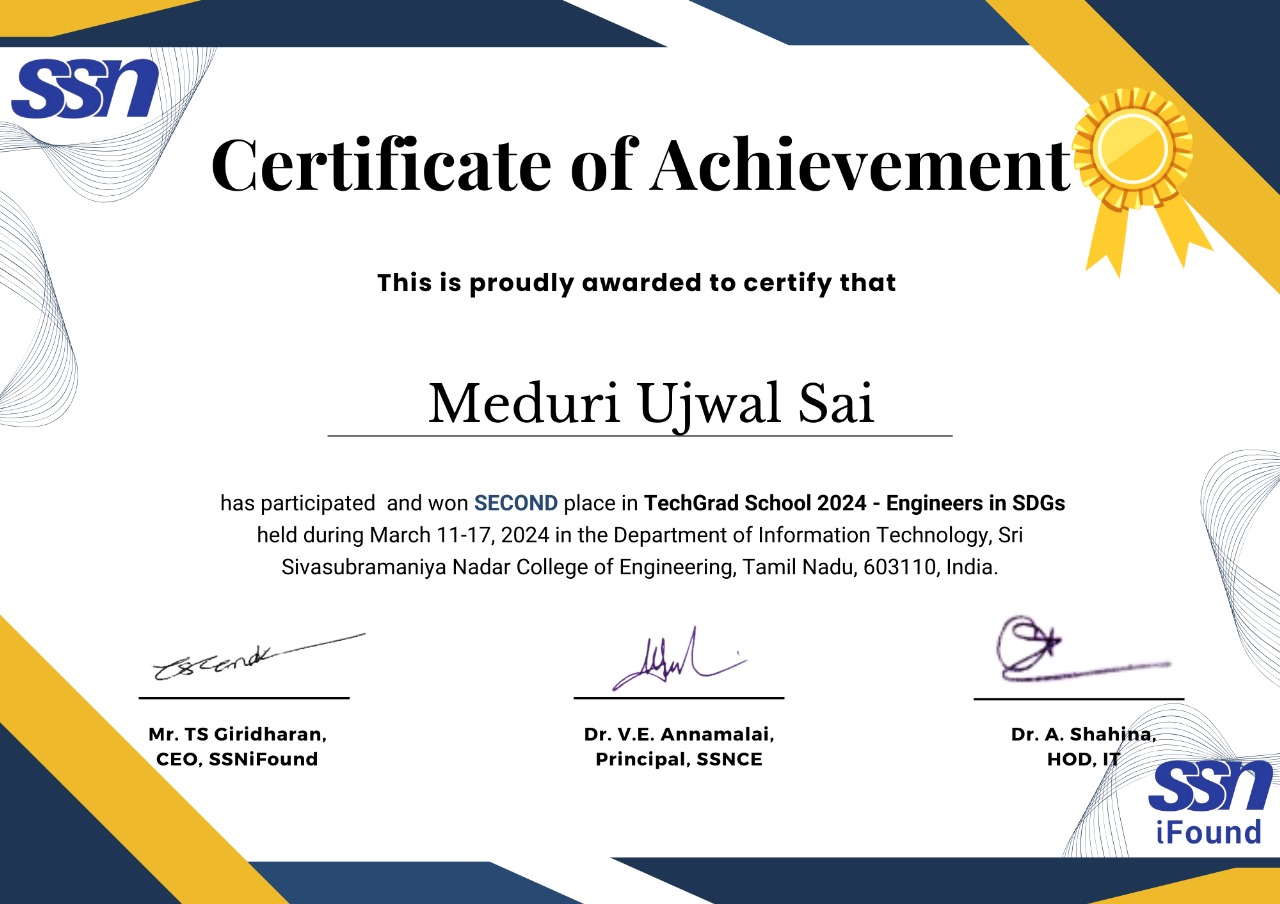 ssn
Certificate of Achievement
This is proudly awarded to certify that
Meduri Ujwal Sai
has participated  and won SECOND place in TechGrad School 2024 - Engineers in SDGs
held during March 11-17, 2024 in the Department of Information Technology, Sri
Sivasubramaniya Nadar College of Engineering, Tamil Nadu, 603110, India.
Mr. TS Giridharan,
CEO, SSNiFound
Dr. V.E. Annamalai,
Principal, SSNCE
Dr. A. Shahina,
HOD, IT
ssn
iFound